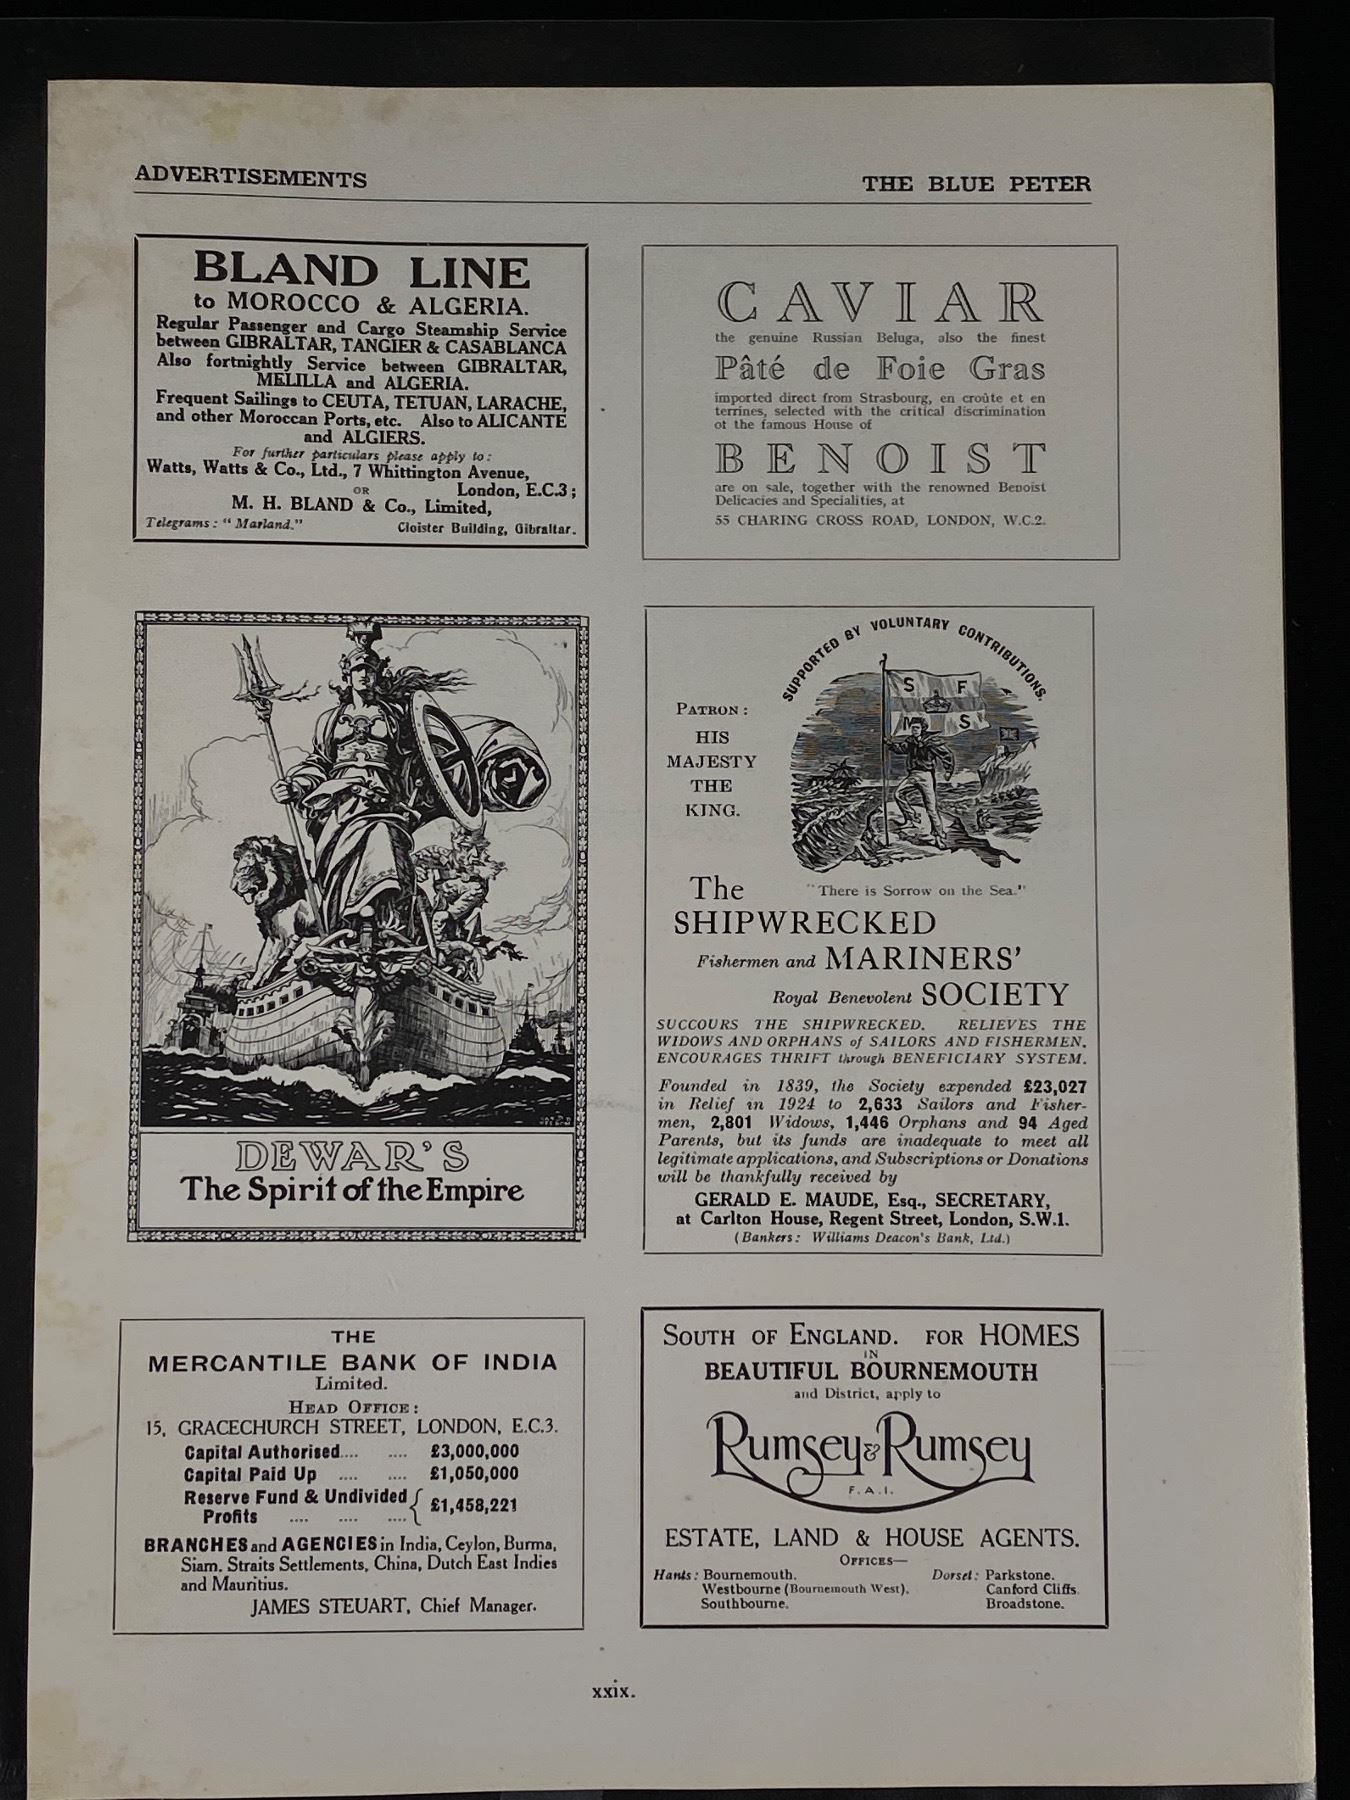 ADVERTISEMENTS
THE BLUE PETER
BLAND LINE
to MOROCCO & ALGERIA.
Regular Passenger and Cargo Steamship Service
between GIBRALTAR, TANGIER & CASABLANCA
Also fortnightly Service between GIBRALTAR,
MELILLA and ALGERIA.
Frequent Sailings to CEUTA, TETUAN, LARACHE,
and other Moroccan Ports, etc. Also to ALICANTE
and ALGIERS.
For further particulars please apply to:
Watts, Watts & Co., Ltd., 7 Whittington Avenue,
OR London, E.C.3;
M. H. BLAND & Co., Limited,
Telegrams: "Marland." Cloister Building, Gibraltar.
CAVIAR
the genuine Russian Beluga, also the finest
Pâté de Foie Gras
imported direct from Strasbourg, en croûte et en
terrines, selected with the critical discrimination
of the famous House of
BENOIST
are on sale, together with the renowned Benoist
Delicacies and Specialities, at
55 CHARING CROSS ROAD, LONDON, W.C.2.
DEWAR'S
The Spirit of the Empire
SUPPORTED BY VOLUNTARY CONTRIBUTIONS.
S F
M S
PATRON:
HIS
MAJESTY
THE
KING.
"There is Sorrow on the Sea."
The
SHIPWRECKED
Fishermen and MARINERS'
Royal Benevolent SOCIETY
SUCCOURS THE SHIPWRECKED. RELIEVES THE
WIDOWS AND ORPHANS of SAILORS AND FISHERMEN.
ENCOURAGES THRIFT through BENEFICIARY SYSTEM.
Founded in 1839, the Society expended £23,027
in Relief in 1924 to 2,633 Sailors and Fisher-
men, 2,801 Widows, 1,446 Orphans and 94 Aged
Parents, but its funds are inadequate to meet all
legitimate applications, and Subscriptions or Donations
will be thankfully received by
GERALD E. MAUDE, Esq., SECRETARY,
at Carlton House, Regent Street, London, S.W.1.
(Bankers: Williams Deacon's Bank, Ltd.)
THE
MERCANTILE BANK OF INDIA
Limited.
HEAD OFFICE:
15, GRACECHURCH STREET, LONDON, E.C.3.
Capital Authorised.... .... £3,000,000
Capital Paid Up .... .... £1,050,000
Reserve Fund & Undivided
Profits .... .... .... £1,458,221
BRANCHES and AGENCIES in India, Ceylon, Burma,
Siam. Straits Settlements, China, Dutch East Indies
and Mauritius.
JAMES STEUART, Chief Manager.
SOUTH OF ENGLAND. FOR HOMES
IN
BEAUTIFUL BOURNEMOUTH
and District, apply to
Rumsey & Rumsey
F.A.I.
ESTATE, LAND & HOUSE AGENTS.
OFFICES—
Hants: Bournemouth. Dorset: Parkstone.
Westbourne (Bournemouth West). Canford Cliffs.
Southbourne. Broadstone.
xxix.